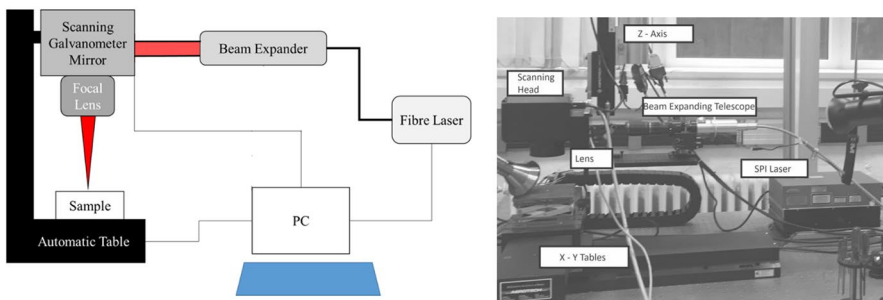 Scanning
Galvanometer
Mirror
Beam Expander
Focal
Lens
Fibre Laser
Sample
PC
Automatic Table
Z - Axis
Scanning
Head
Beam Expanding Telescope
Lens
SPI Laser
X - Y Tables